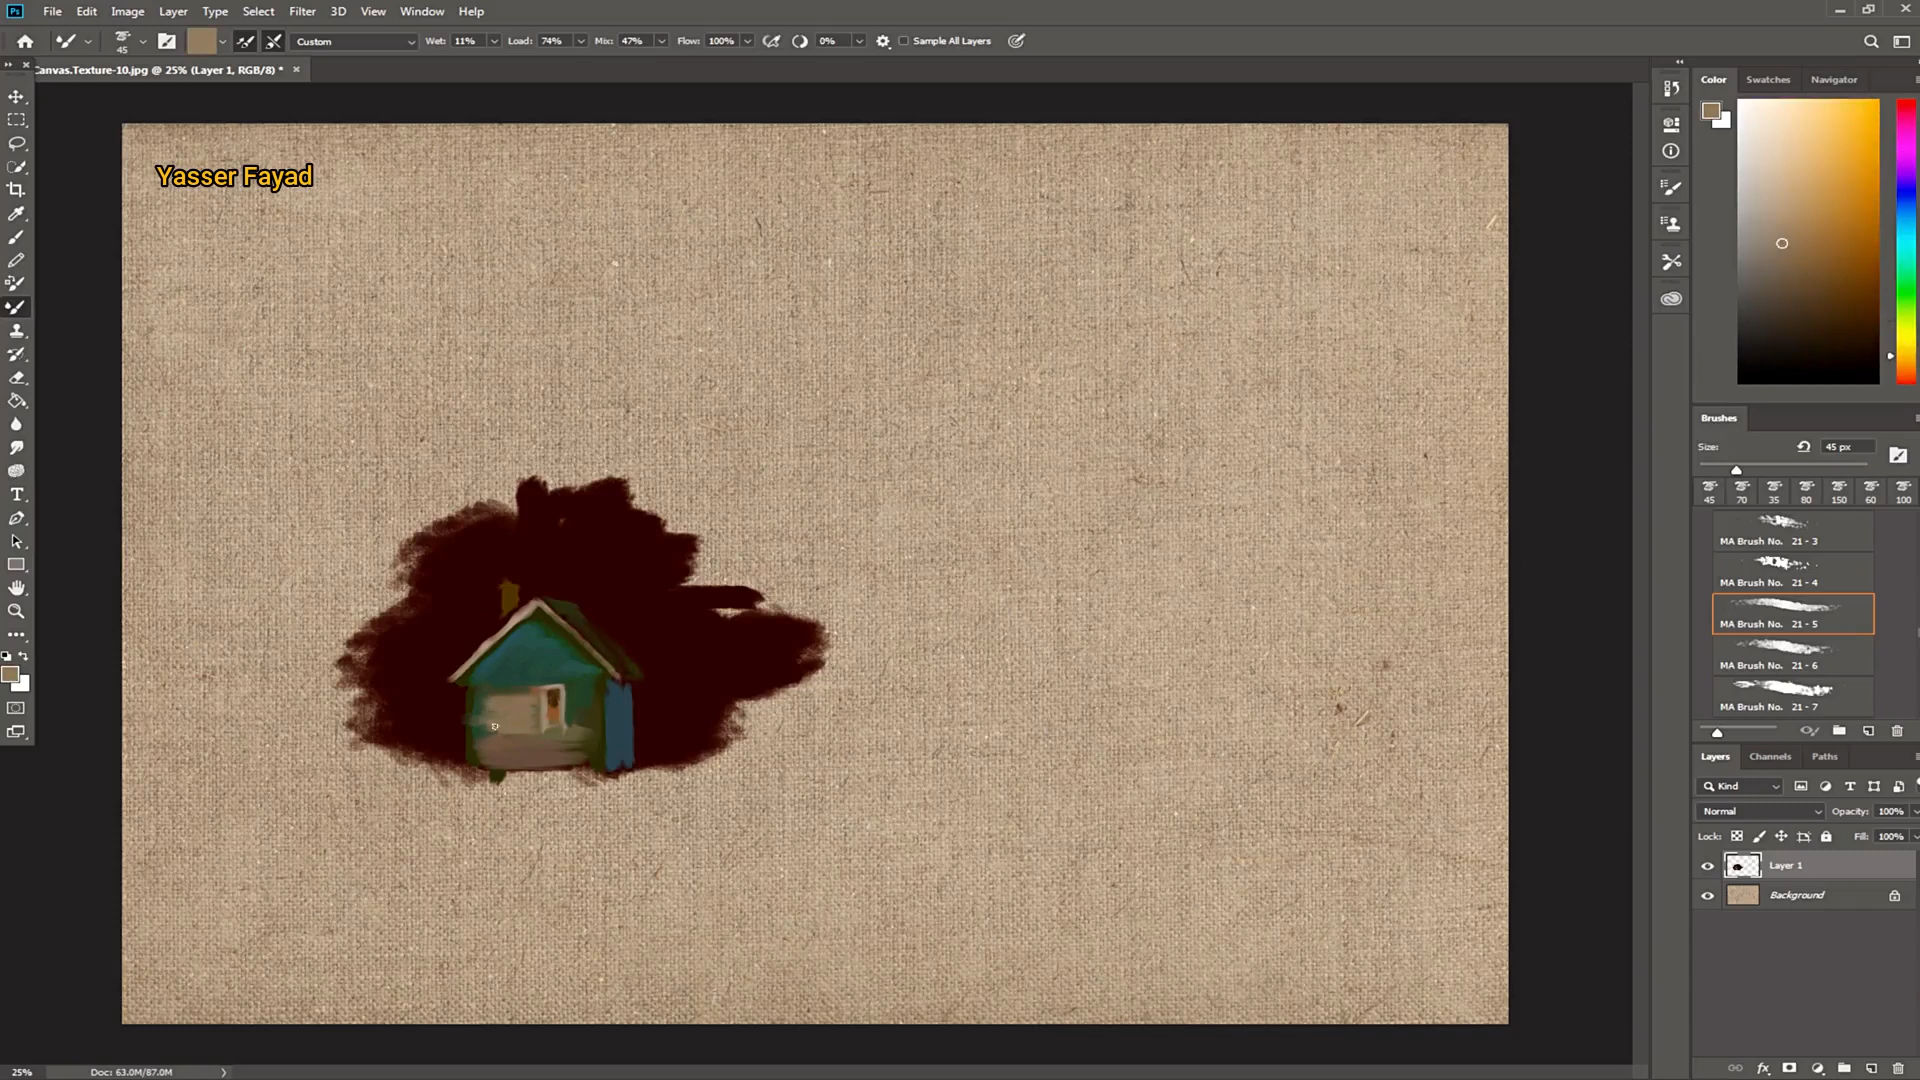 File Edit Image Layer Type Select Filter 3D View Window Help
45 Custom Wet: 11% Load: 74% Mix: 47% Flow: 100% 0% Sample All Layers
Canvas.Texture-10.jpg @ 25% (Layer 1, RGB/8) *
Color Swatches Navigator
Yasser Fayad
Brushes
Size: 45 px
45 70 35 80 150 60 100
MA Brush No. 21 - 3
MA Brush No. 21 - 4
MA Brush No. 21 - 5
MA Brush No. 21 - 6
MA Brush No. 21 - 7
Layers Channels Paths
Kind
Normal Opacity: 100%
Lock: Fill: 100%
Layer 1
Background
25% Doc: 63.0M/87.0M